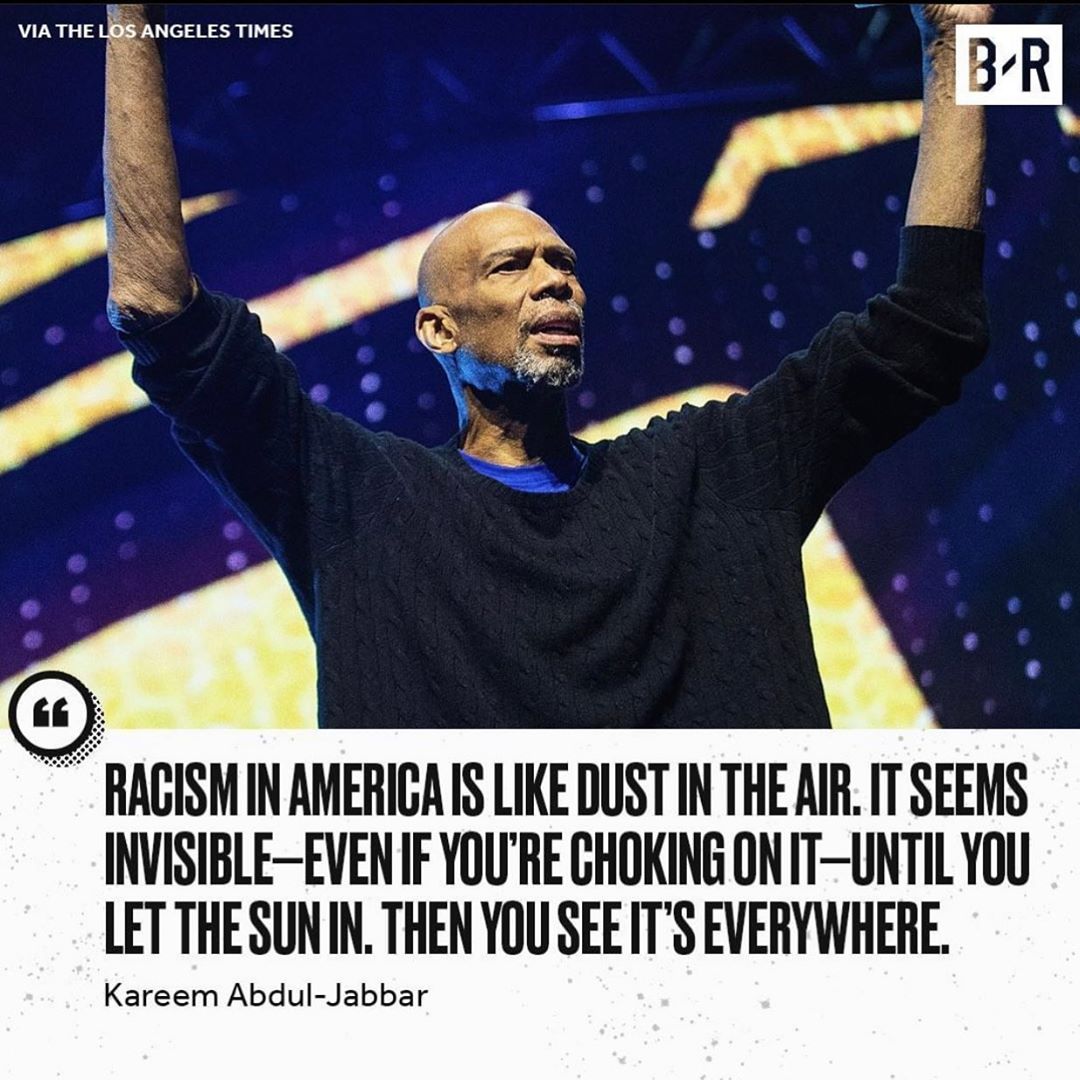 VIA THE LOS ANGELES TIMES
B-R
“
RACISM IN AMERICA IS LIKE DUST IN THE AIR. IT SEEMS
INVISIBLE—EVEN IF YOU'RE CHOKING ON IT—UNTIL YOU
LET THE SUN IN. THEN YOU SEE IT'S EVERYWHERE.
Kareem Abdul-Jabbar